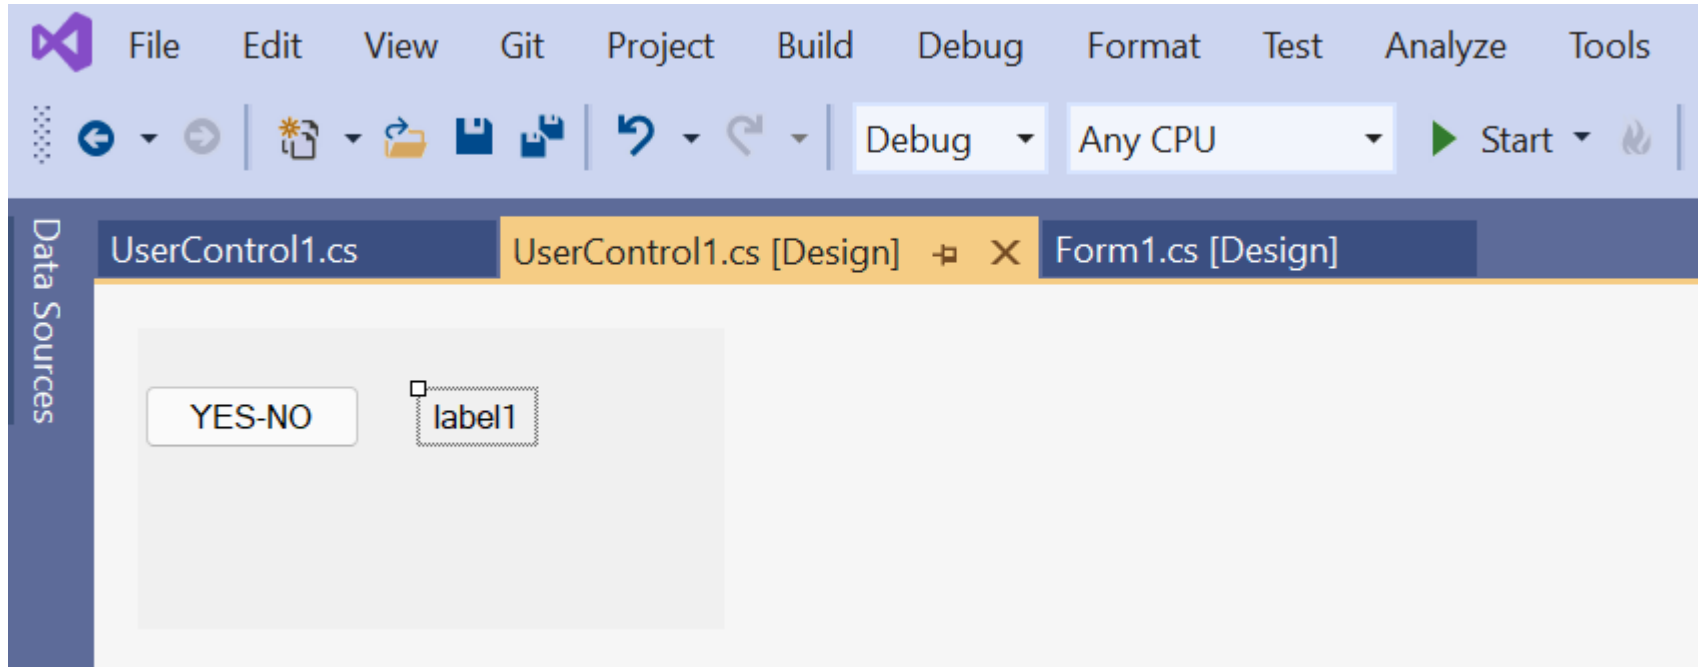 File Edit View Git Project Build Debug Format Test Analyze Tools
Debug Any CPU Start
Data Sources
UserControl1.cs UserControl1.cs [Design] Form1.cs [Design]
YES-NO label1